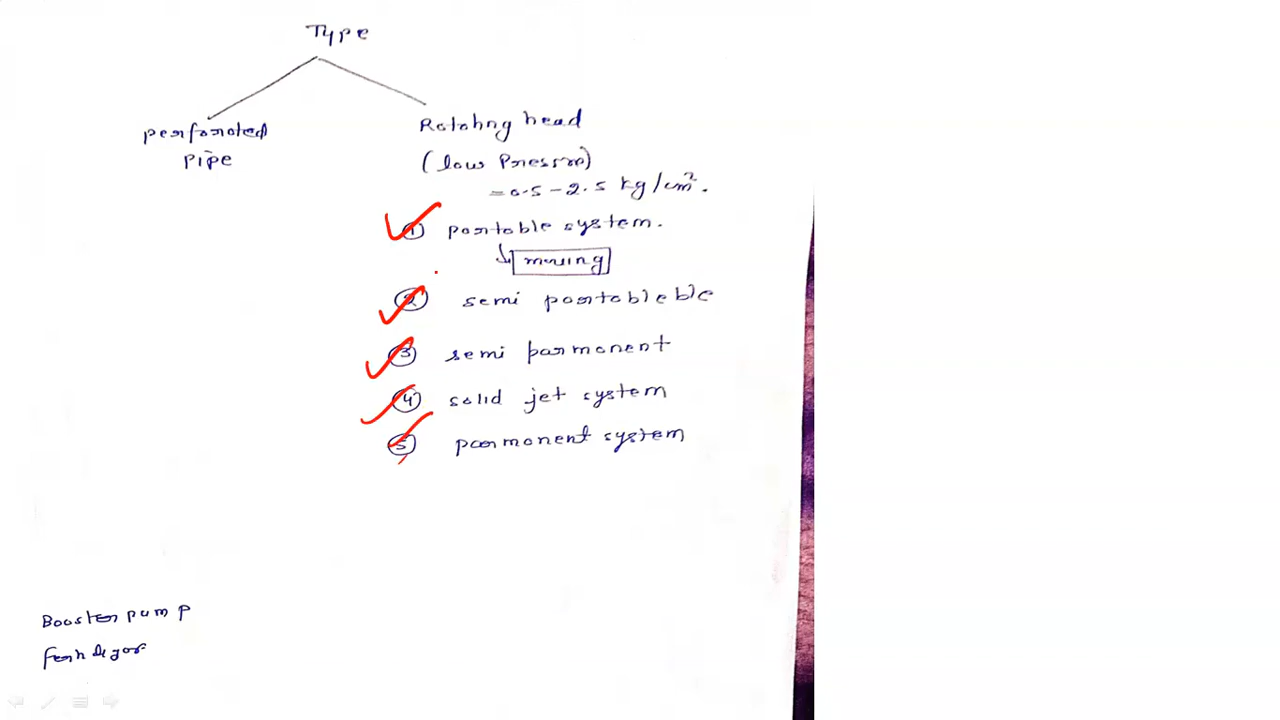 Type
Perforated
Pipe
Rotating head
(low Pressure)
= 0.5 - 2.5 kg/cm².
① portable system.
↳ moving
② semi portableble
③ semi parmonent
④ solid jet system
⑤ parmonent system
Booster pump